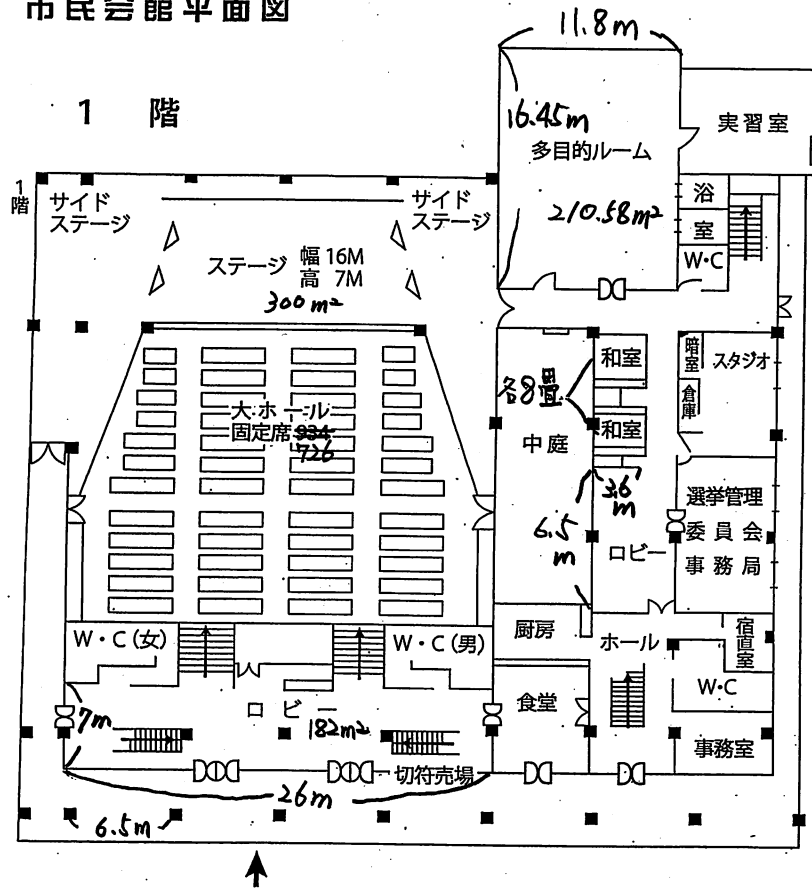 市民会館平面図
1 階
11.8m
16.45m
多目的ルーム
210.58m²
実習室
浴
室
W・C
1
階
サイド
ステージ
サイド
ステージ
ステージ
幅 16M
高 7M
300m²
大ホール
固定席 934
726
各8畳
和室
和室
中庭
3.6
m
6.5
m
ロビー
暗室
スタジオ
倉庫
選挙管理
委員会
事務局
W・C(女)
W・C(男)
厨房
ホール
宿直室
W・C
食堂
事務室
ロビー
182m²
7m
切符売場
26m
6.5m